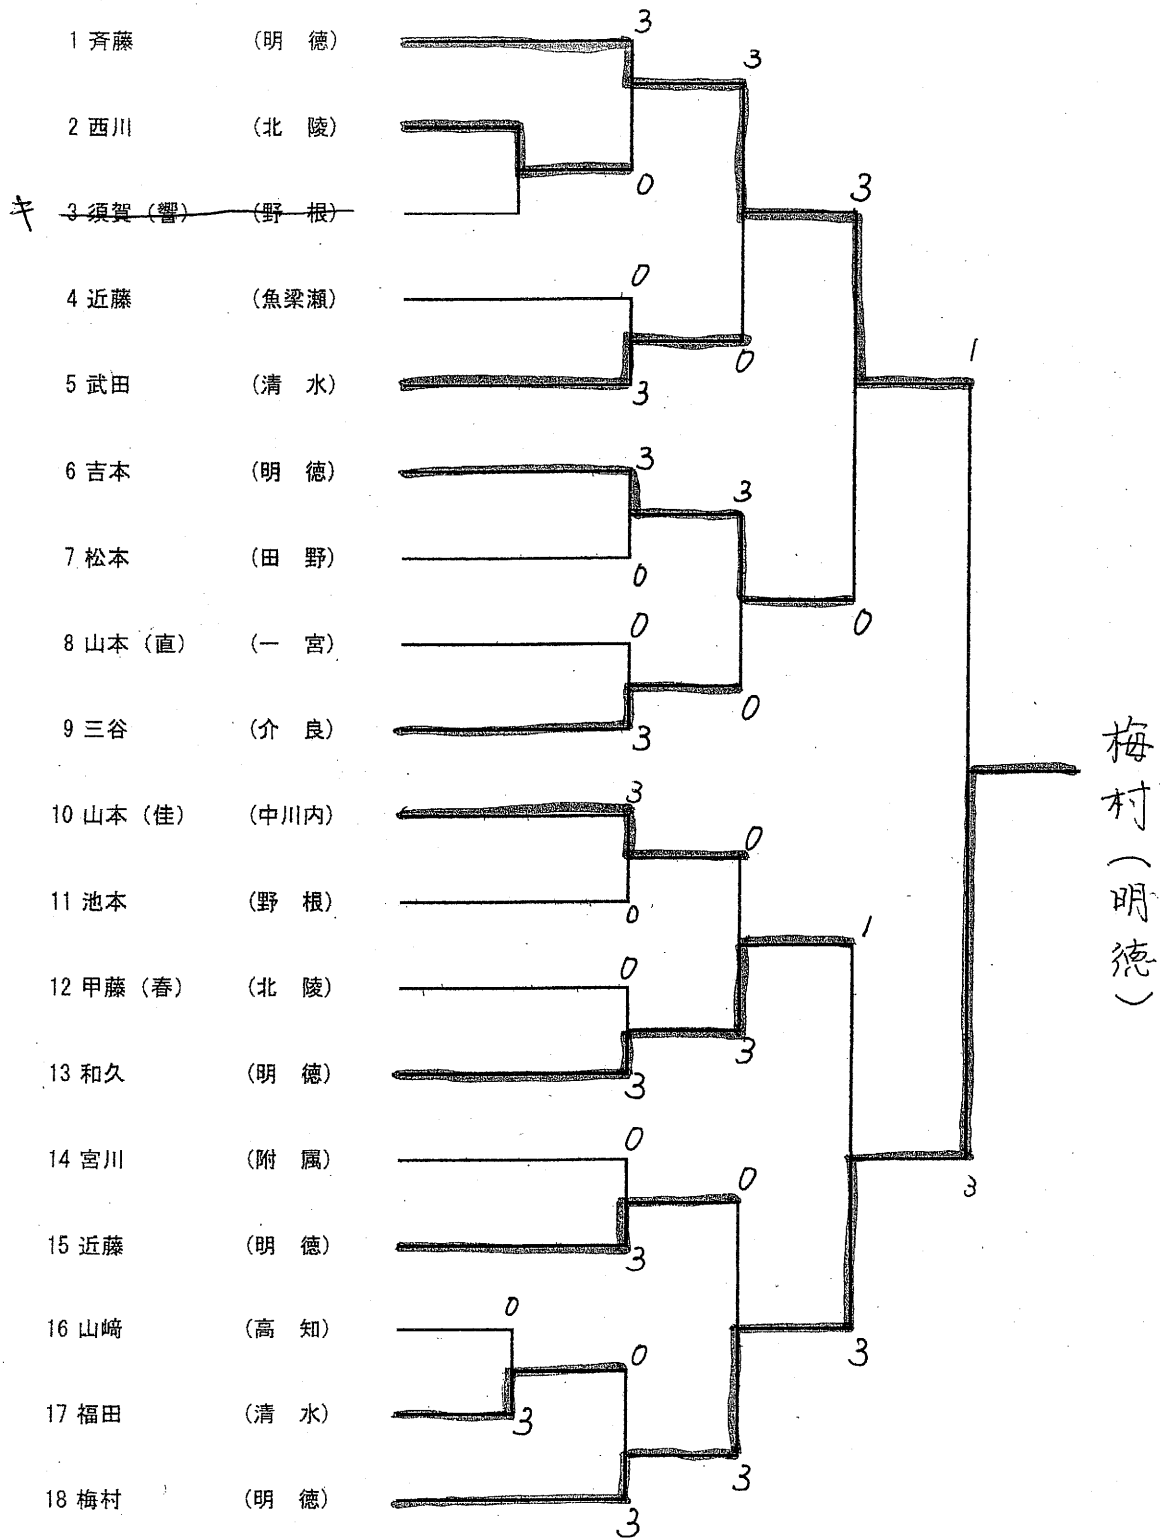 3
1 斉藤 (明 徳)
3
2 西川 (北 陵)
0
3
キ 3 須賀 (響) (野 根)
0
4 近藤 (魚梁瀬)
0
1
5 武田 (清 水)
3
6 吉本 (明 徳)
3
3
7 松本 (田 野)
0
0
0
8 山本 (直) (一 宮)
0
9 三谷 (介 良)
3
梅村(明徳)
3
10 山本 (佳) (中川内)
0
11 池本 (野 根)
0
1
0
12 甲藤 (春) (北 陵)
3
13 和久 (明 徳)
3
0
14 宮川 (附 属)
0
3
15 近藤 (明 徳)
3
0
16 山﨑 (高 知)
0
3
17 福田 (清 水)
3
3
18 梅村 (明 徳)
3